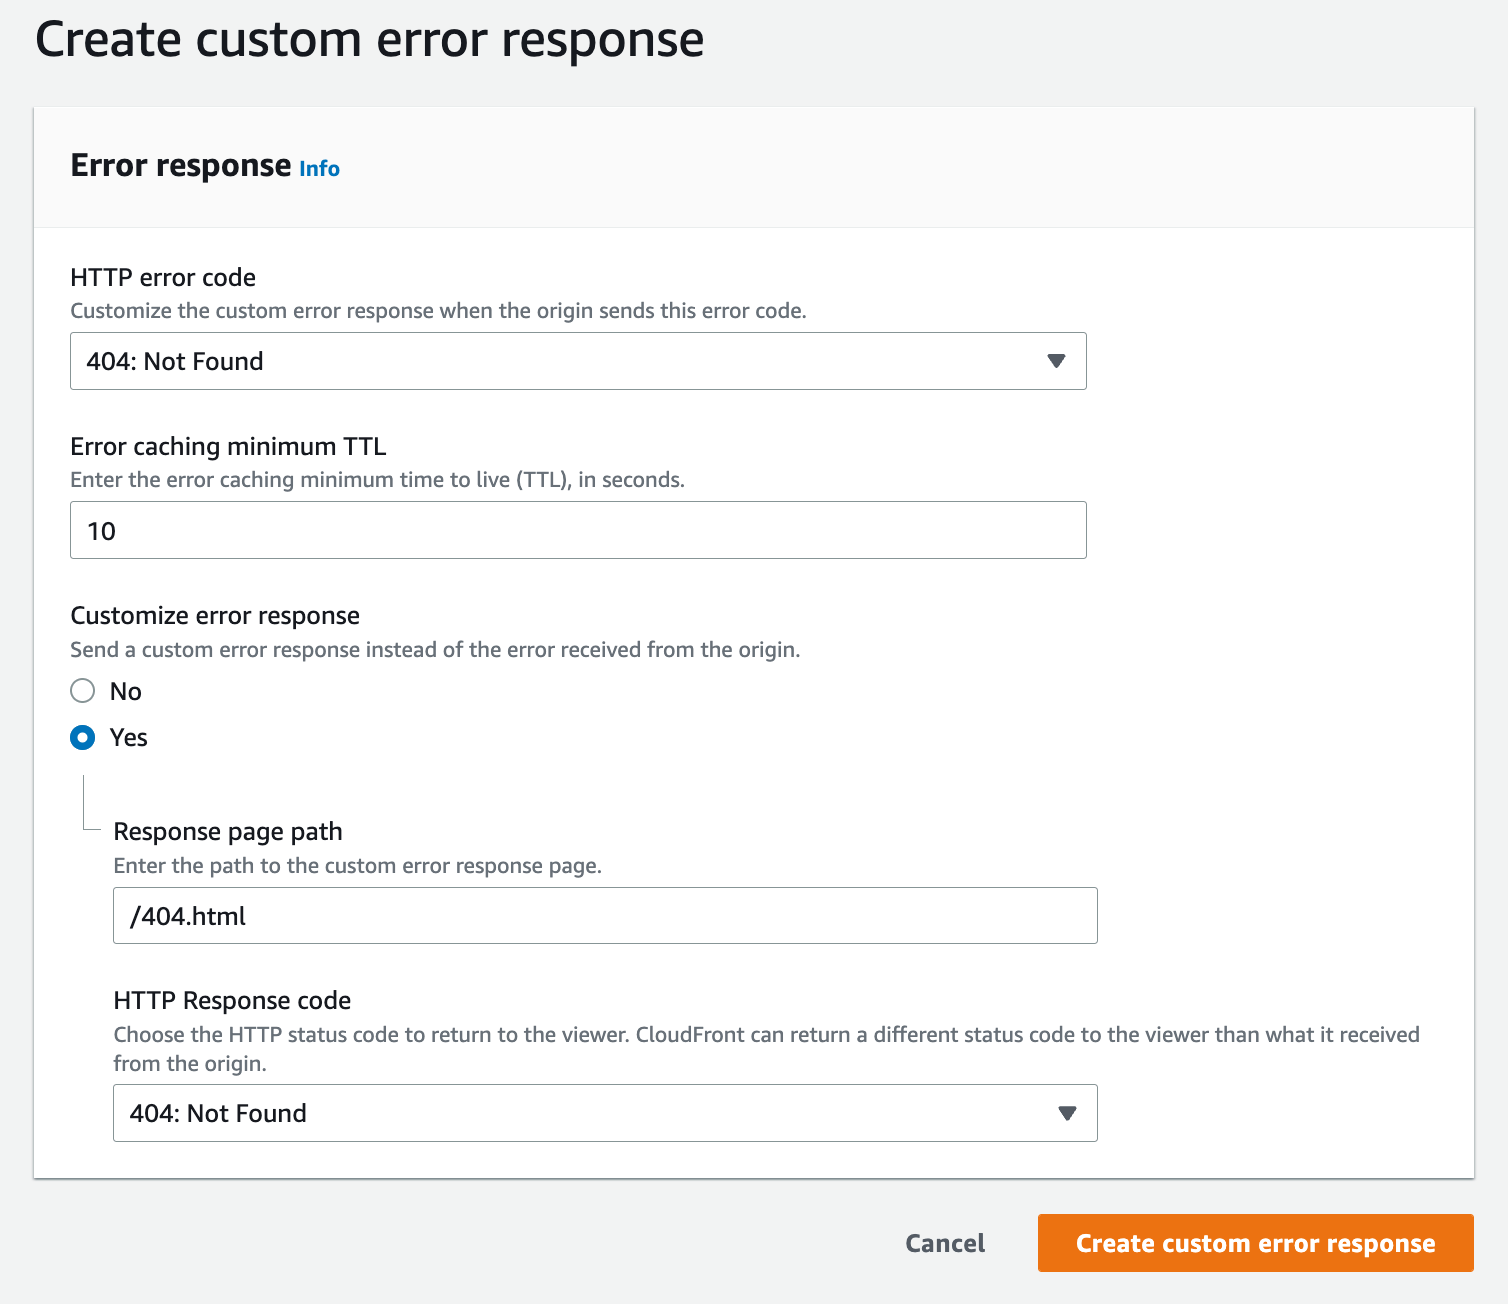 Create custom error response
Error response Info
HTTP error code
Customize the custom error response when the origin sends this error code.
404: Not Found
Error caching minimum TTL
Enter the error caching minimum time to live (TTL), in seconds.
10
Customize error response
Send a custom error response instead of the error received from the origin.
No
Yes
Response page path
Enter the path to the custom error response page.
/404.html
HTTP Response code
Choose the HTTP status code to return to the viewer. CloudFront can return a different status code to the viewer than what it received
from the origin.
404: Not Found
Cancel
Create custom error response